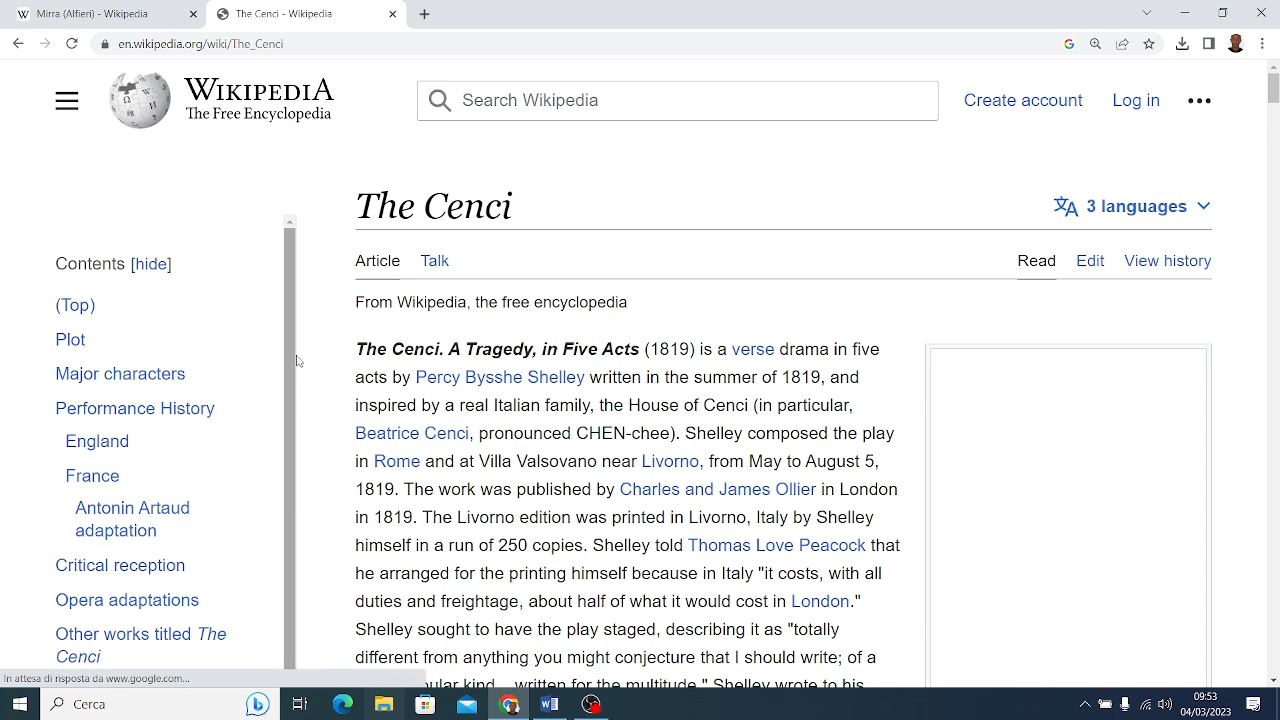 Mirra (Alfieri) - Wikipedia
The Cenci - Wikipedia
en.wikipedia.org/wiki/The_Cenci
WIKIPEDIA
The Free Encyclopedia
Search Wikipedia
Create account
Log in
The Cenci
3 languages
Contents [hide]
(Top)
Plot
Major characters
Performance History
England
France
Antonin Artaud
adaptation
Critical reception
Opera adaptations
Other works titled The
Cenci
Article
Talk
Read
Edit
View history
From Wikipedia, the free encyclopedia
The Cenci. A Tragedy, in Five Acts (1819) is a verse drama in five
acts by Percy Bysshe Shelley written in the summer of 1819, and
inspired by a real Italian family, the House of Cenci (in particular,
Beatrice Cenci, pronounced CHEN-chee). Shelley composed the play
in Rome and at Villa Valsovano near Livorno, from May to August 5,
1819. The work was published by Charles and James Ollier in London
in 1819. The Livorno edition was printed in Livorno, Italy by Shelley
himself in a run of 250 copies. Shelley told Thomas Love Peacock that
he arranged for the printing himself because in Italy "it costs, with all
duties and freightage, about half of what it would cost in London."
Shelley sought to have the play staged, describing it as "totally
different from anything you might conjecture that I should write; of a
kind... written for the multitude." Shelley wrote to his
In attesa di risposta da www.google.com...
Cerca
09:53
04/03/2023